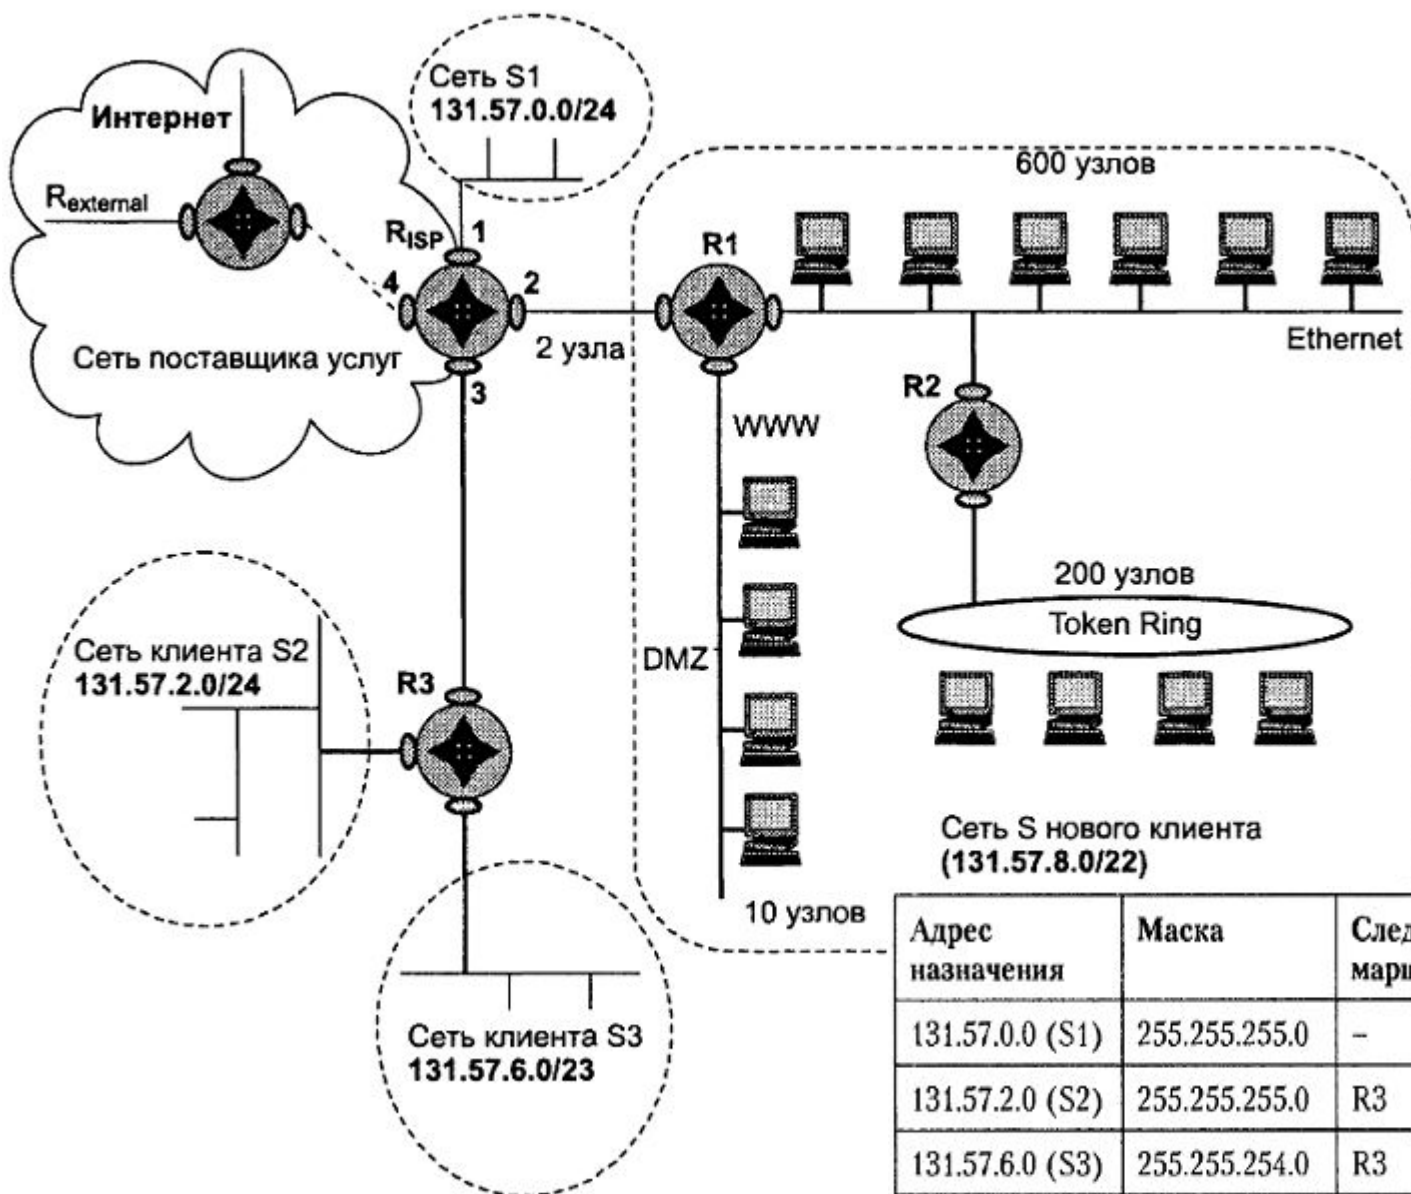 Сеть S1
131.57.0.0/24
Интернет
600 узлов
Rexternal
RISP
1
R1
4
2
Сеть поставщика услуг
2 узла
Ethernet
3
R2
WWW
200 узлов
Token Ring
Сеть клиента S2
131.57.2.0/24
DMZ
R3
Сеть S нового клиента
(131.57.8.0/22)
10 узлов
Сеть клиента S3
131.57.6.0/23
Адрес
назначения
Маска
След
131.57.0.0 (S1)
255.255.255.0
–
131.57.2.0 (S2)
255.255.255.0
R3
131.57.6.0 (S3)
255.255.254.0
R3